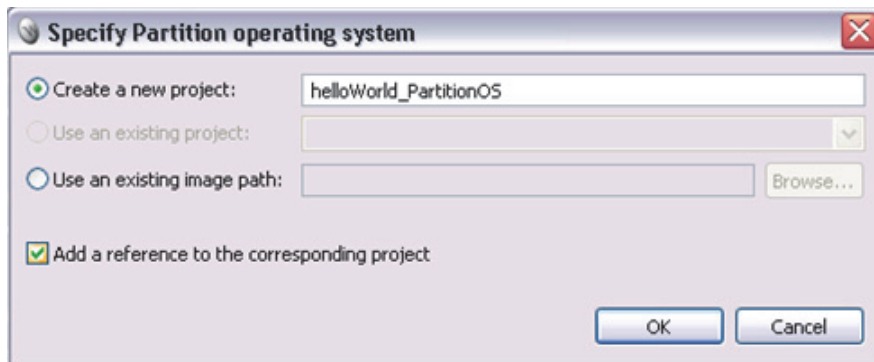 Specify Partition operating system
Create a new project: helloWorld_PartitionOS
Use an existing project:
Use an existing image path: Browse...
Add a reference to the corresponding project
OK Cancel